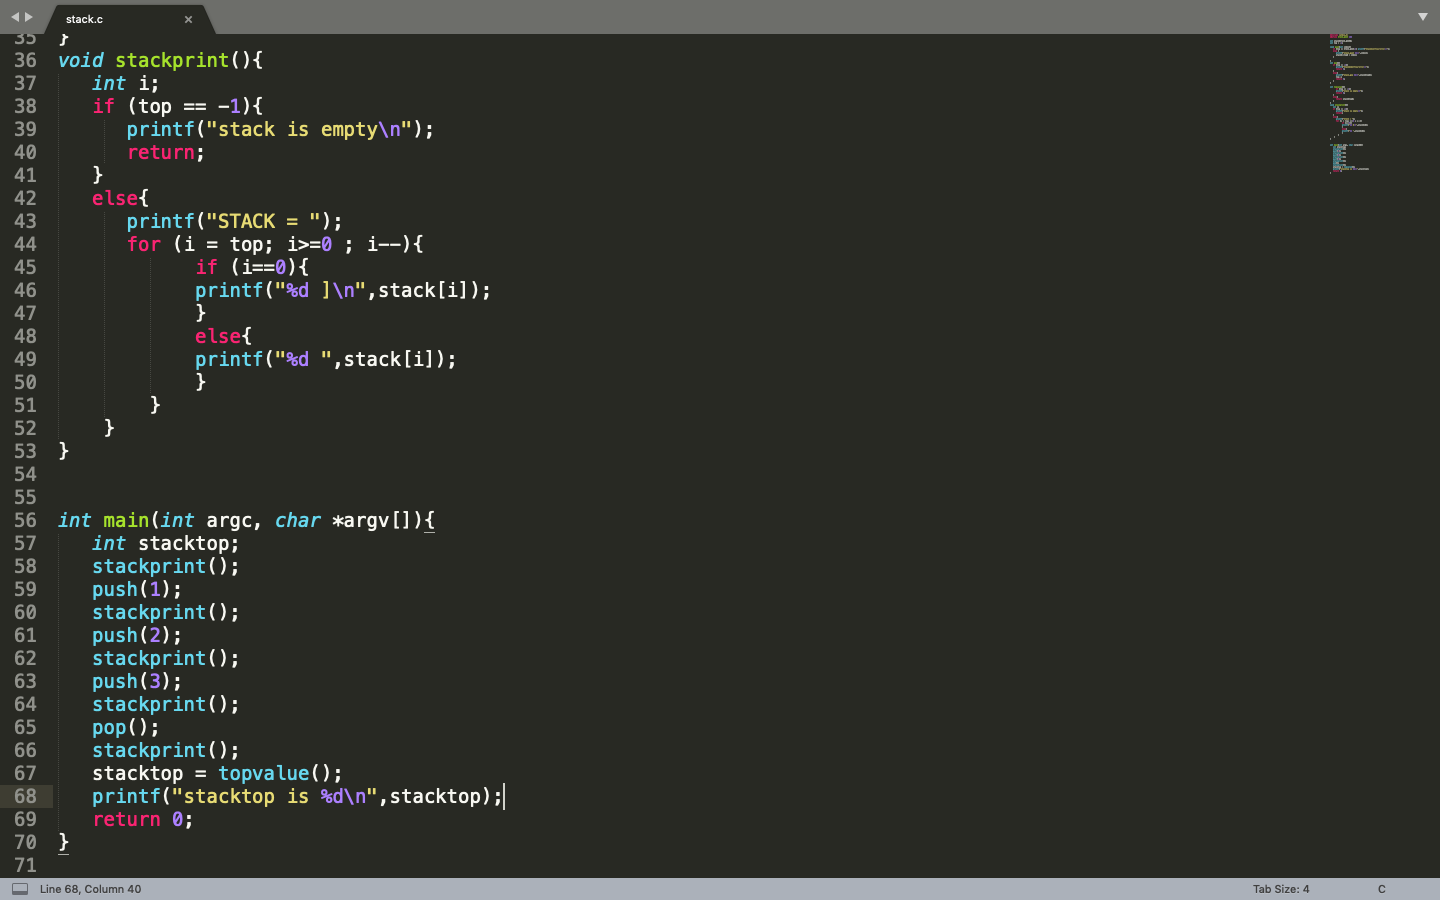 stack.c
35 }
36 void stackprint(){
37 int i;
38 if (top == -1){
39 printf("stack is empty\n");
40 return;
41 }
42 else{
43 printf("STACK = ");
44 for (i = top; i>=0 ; i--){
45 if (i==0){
46 printf("%d ]\n",stack[i]);
47 }
48 else{
49 printf("%d ",stack[i]);
50 }
51 }
52 }
53 }
54
55
56 int main(int argc, char *argv[]){
57 int stacktop;
58 stackprint();
59 push(1);
60 stackprint();
61 push(2);
62 stackprint();
63 push(3);
64 stackprint();
65 pop();
66 stackprint();
67 stacktop = topvalue();
68 printf("stacktop is %d\n",stacktop);
69 return 0;
70 }
71
Line 68, Column 40 Tab Size: 4 C